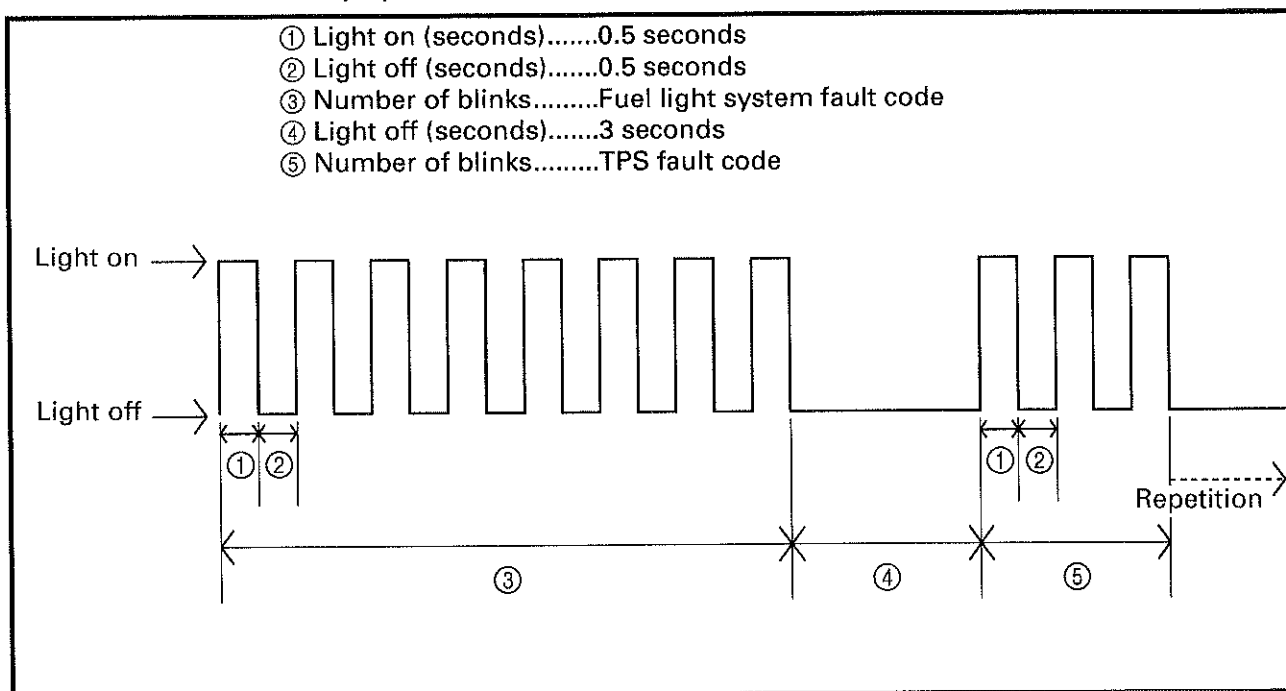 ① Light on (seconds).......0.5 seconds
② Light off (seconds).......0.5 seconds
③ Number of blinks.........Fuel light system fault code
④ Light off (seconds).......3 seconds
⑤ Number of blinks.........TPS fault code
Light on
Light off
① ② ① ②
Repetition
③ ④ ⑤